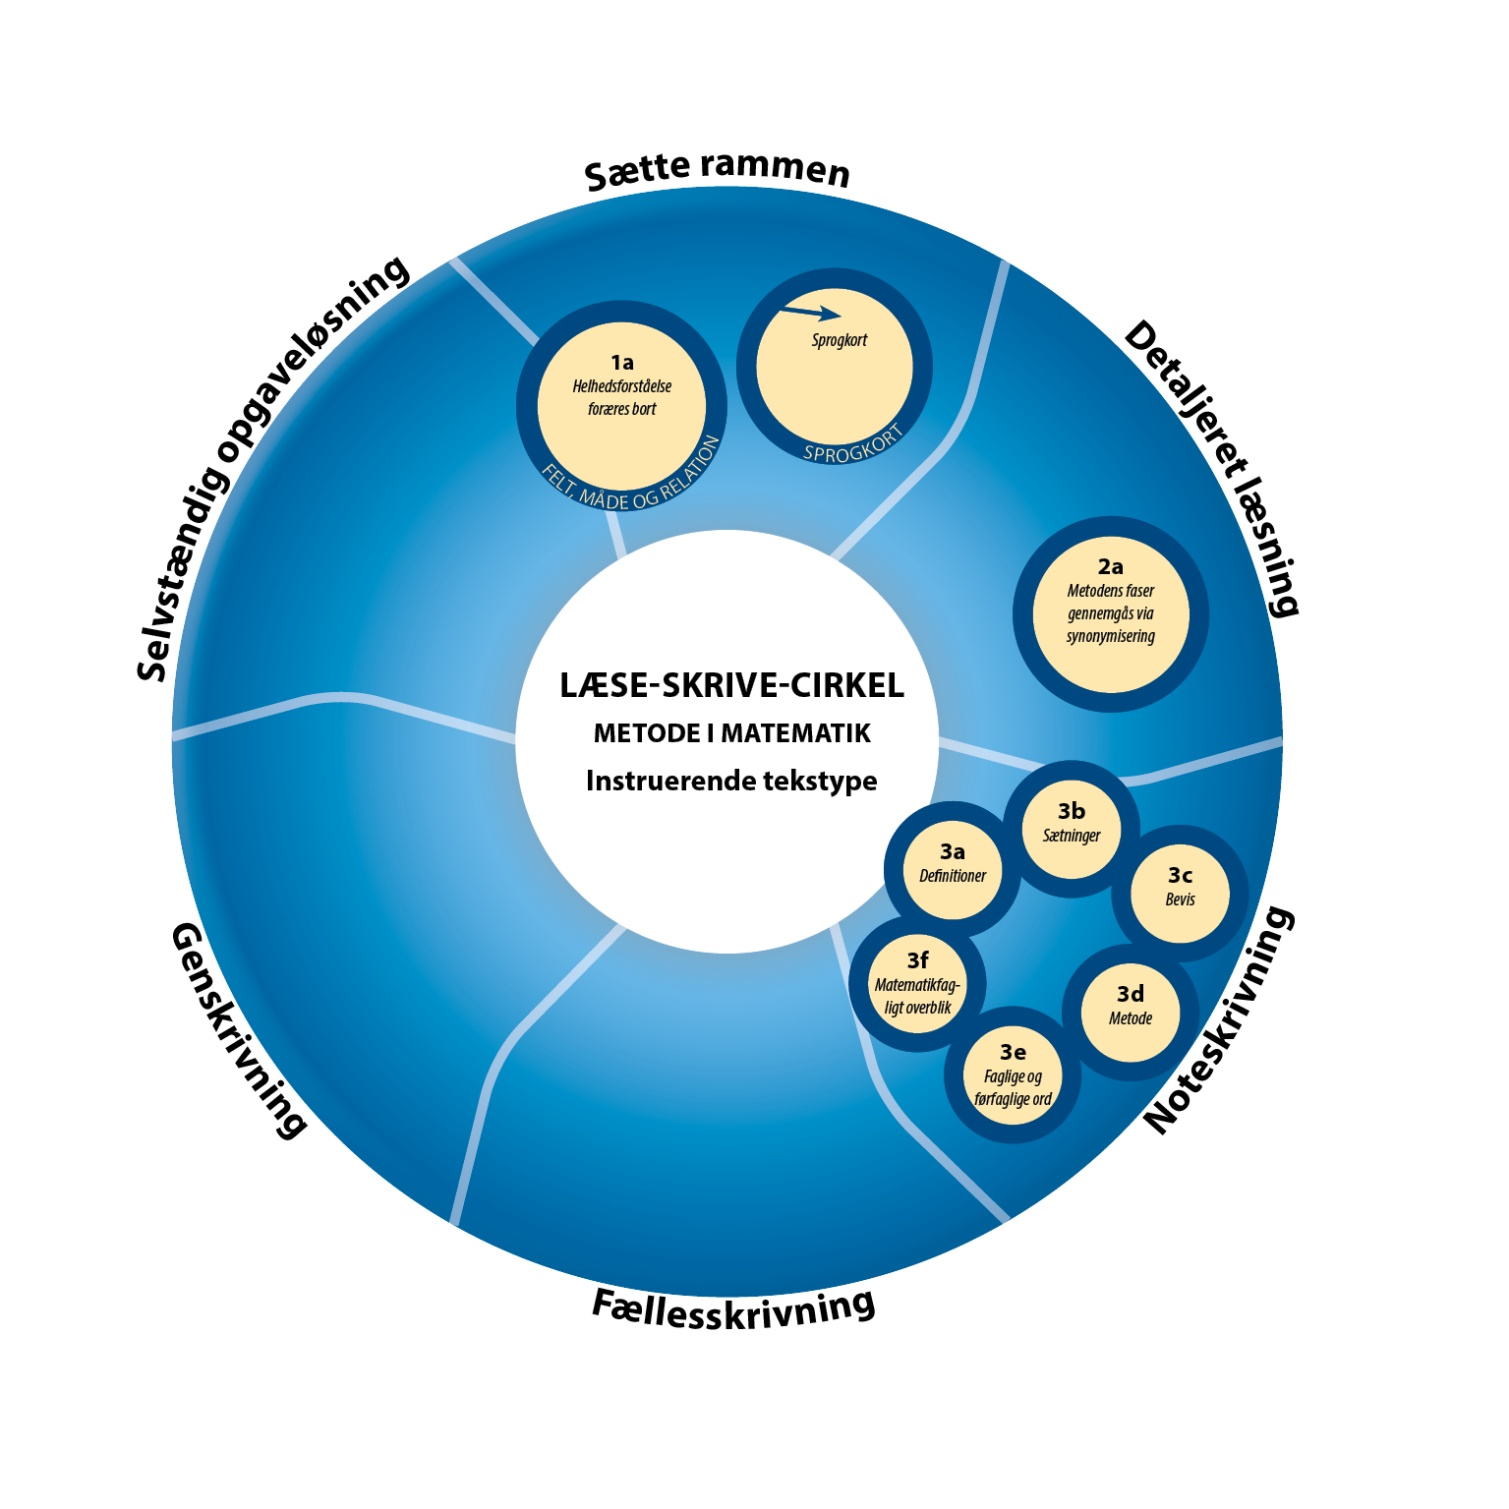 Sætte rammen
Detaljeret læsning
Noteskrivning
Fællesskrivning
Genskrivning
Selvstændig opgaveløsning
1a
Helhedsforståelse
foræres bort
FELT, MÅDE OG RELATION
Sprogkort
SPROGKORT
2a
Metodens faser
gennemgås via
synonymisering
LÆSE-SKRIVE-CIRKEL
METODE I MATEMATIK
Instruerende tekstype
3a
Definitioner
3b
Sætninger
3c
Bevis
3d
Metode
3e
Faglige og
førfaglige ord
3f
Matematikfag-
ligt overblik